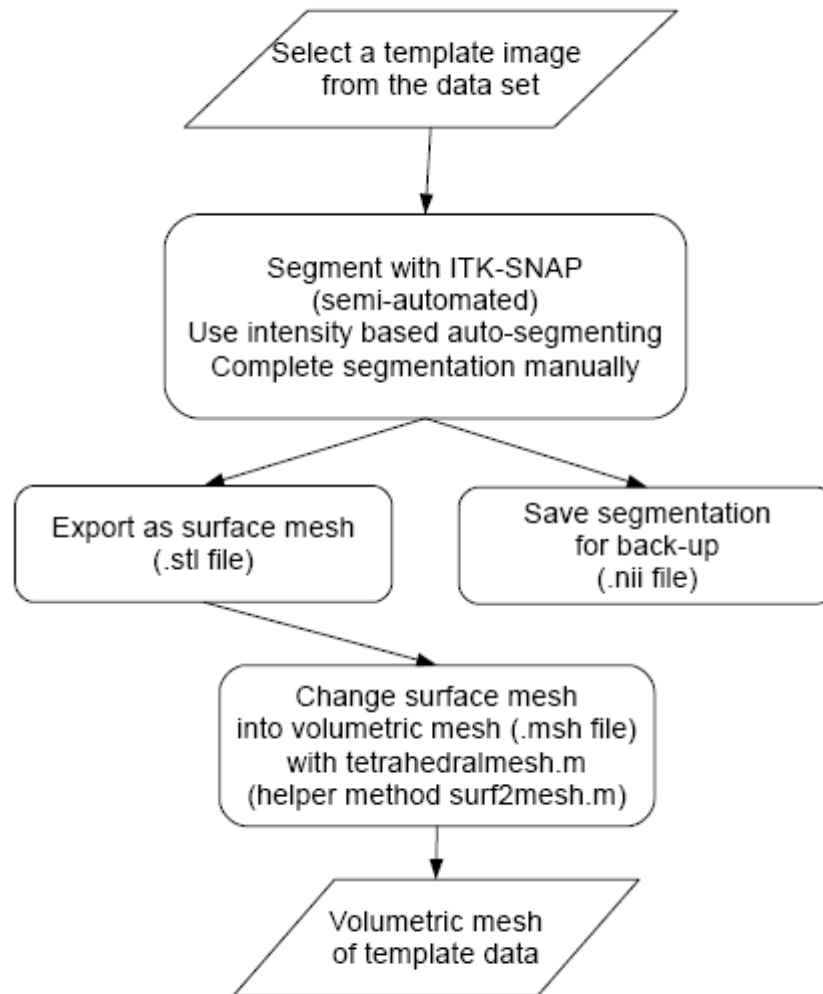 Select a template image
from the data set
Segment with ITK-SNAP
(semi-automated)
Use intensity based auto-segmenting
Complete segmentation manually
Export as surface mesh
(.stl file)
Save segmentation
for back-up
(.nii file)
Change surface mesh
into volumetric mesh (.msh file)
with tetrahedralmesh.m
(helper method surf2mesh.m)
Volumetric mesh
of template data